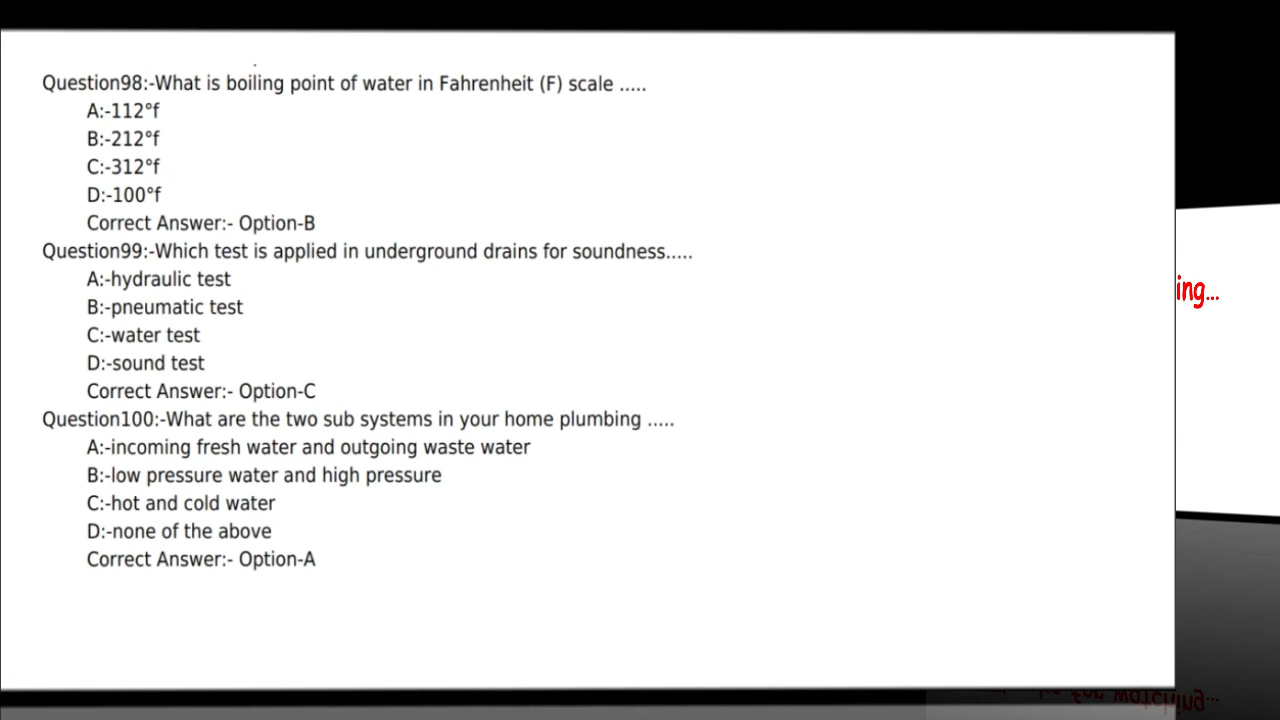 Question98:-What is boiling point of water in Fahrenheit (F) scale .....
A:-112°f
B:-212°f
C:-312°f
D:-100°f
Correct Answer:- Option-B
Question99:-Which test is applied in underground drains for soundness.....
A:-hydraulic test
B:-pneumatic test
C:-water test
D:-sound test
Correct Answer:- Option-C
Question100:-What are the two sub systems in your home plumbing .....
A:-incoming fresh water and outgoing waste water
B:-low pressure water and high pressure
C:-hot and cold water
D:-none of the above
Correct Answer:- Option-A
ing...
for watching...